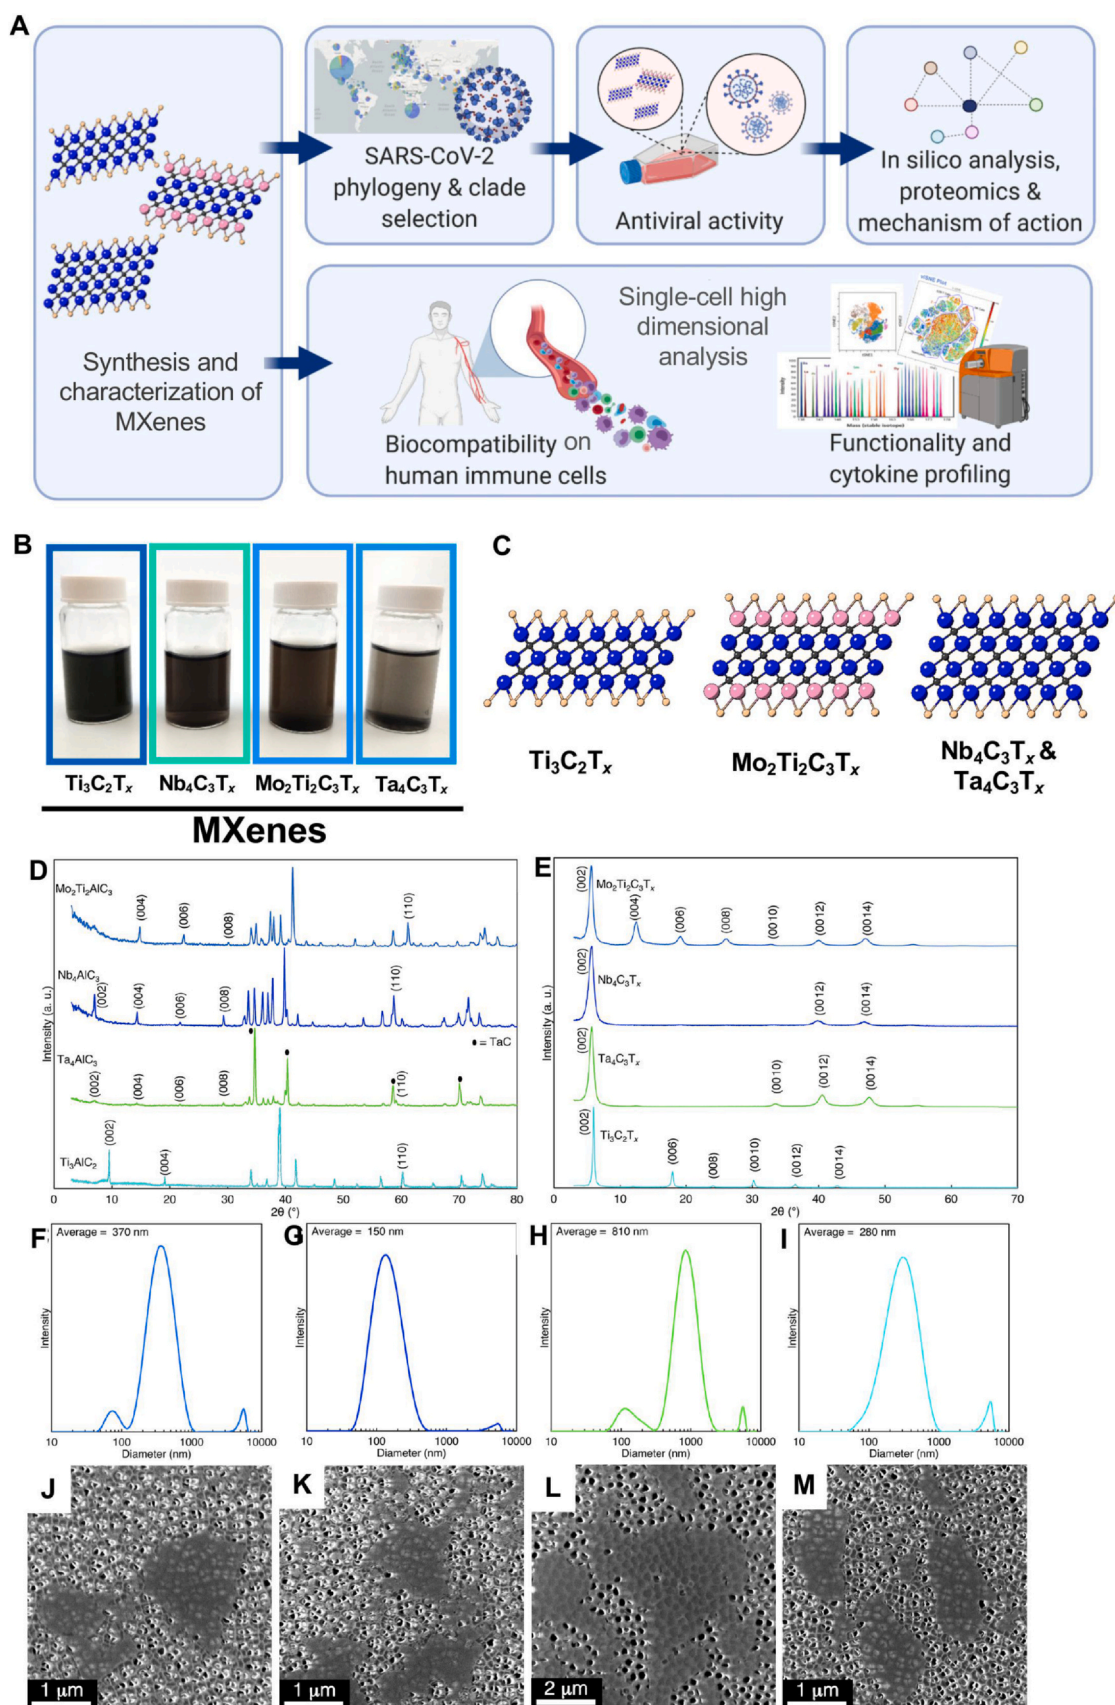 A
SARS-CoV-2
phylogeny & clade
selection
Antiviral activity
In silico analysis,
proteomics &
mechanism of action
Synthesis and
characterization of
MXenes
Single-cell high
dimensional
analysis
Biocompatibility on
human immune cells
Functionality and
cytokine profiling
B
Ti₃C₂Tₓ
Nb₄C₃Tₓ
Mo₂Ti₂C₃Tₓ
Ta₄C₃Tₓ
MXenes
C
Ti₃C₂Tₓ
Mo₂Ti₂C₃Tₓ
Nb₄C₃Tₓ &
Ta₄C₃Tₓ
D
Intensity (a. u.)
Mo₂Ti₂AlC₃
(004)
(006)
(008)
(110)
Nb₄AlC₃
(002)
(004)
(006)
(008)
(110)
= TaC
Ta₄AlC₃
(002)
(004)
(006)
(008)
(110)
Ti₃AlC₂
(002)
(004)
(110)
0 10 20 30 40 50 60 70 80
2θ (°)
E
Intensity (a. u.)
(002)
Mo₂Ti₂C₃Tₓ
(004)
(006)
(008)
(0010)
(0012)
(0014)
(002)
Nb₄C₃Tₓ
(0012)
(0014)
(002)
Ta₄C₃Tₓ
(0010)
(0012)
(0014)
(002)
Ti₃C₂Tₓ
(006)
(008)
(0010)
(0012)
(0014)
0 10 20 30 40 50 60 70
2θ (°)
F
Average = 370 nm
Intensity
10 100 1000 10000
Diameter (nm)
G
Average = 150 nm
Intensity
10 100 1000 10000
Diameter (nm)
H
Average = 810 nm
Intensity
10 100 1000 10000
Diameter (nm)
I
Average = 280 nm
Intensity
10 100 1000 10000
Diameter (nm)
J
1 μm
K
1 μm
L
2 μm
M
1 μm